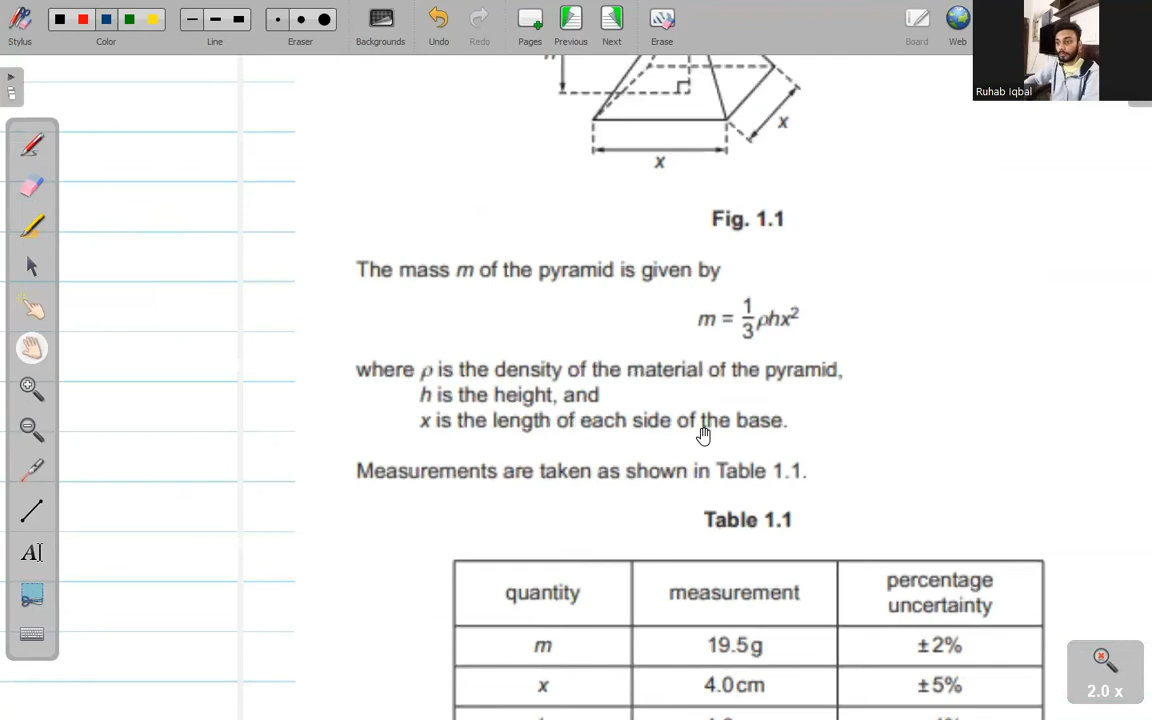 Stylus
Color
Line
Eraser
Backgrounds
Undo
Redo
Pages
Previous
Next
Erase
Board
Web
Ruhab Iqbal
x
x
Fig. 1.1
The mass m of the pyramid is given by
m = 1/3 ρhx²
where ρ is the density of the material of the pyramid,
h is the height, and
x is the length of each side of the base.
Measurements are taken as shown in Table 1.1.
Table 1.1
quantity measurement percentage uncertainty
m 19.5 g ±2%
x 4.0 cm ±5%
2.0 x